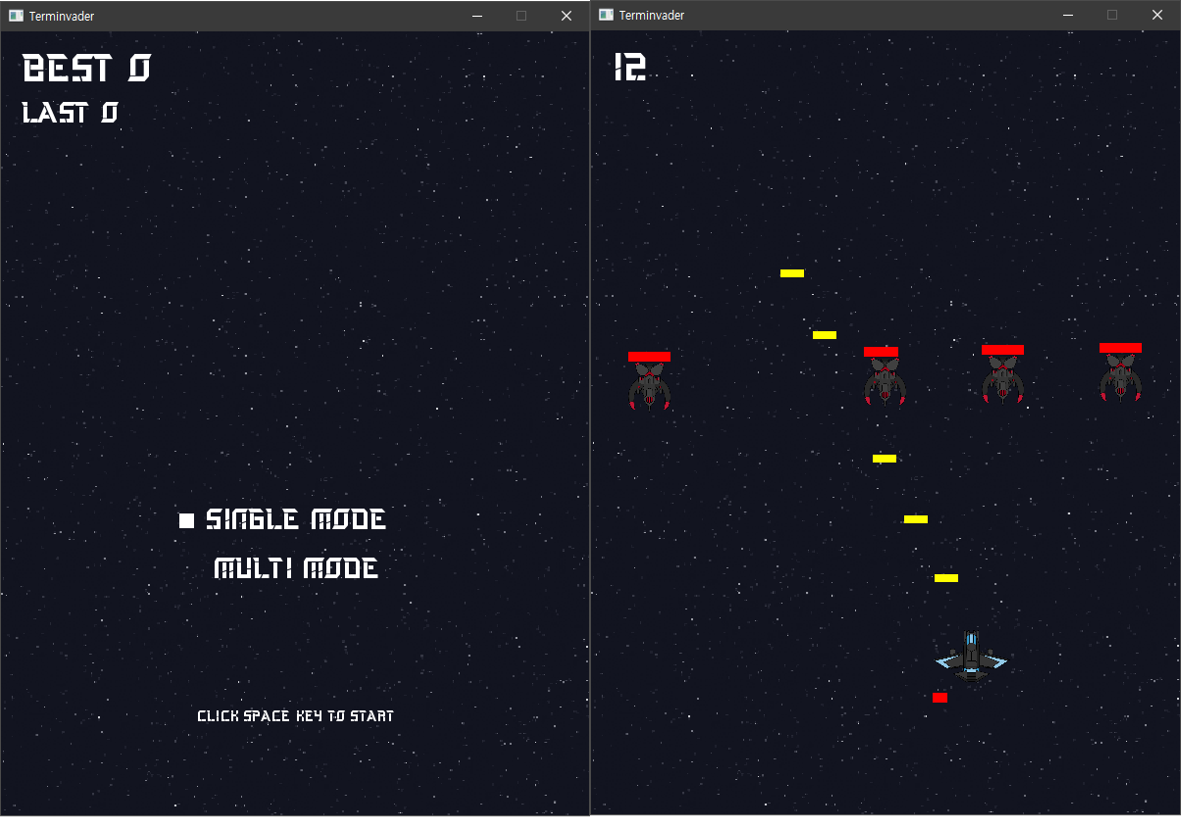 Terminvader
BEST 0
LAST 0
SINGLE MODE
MULTI MODE
CLICK SPACE KEY TO START
Terminvader
12